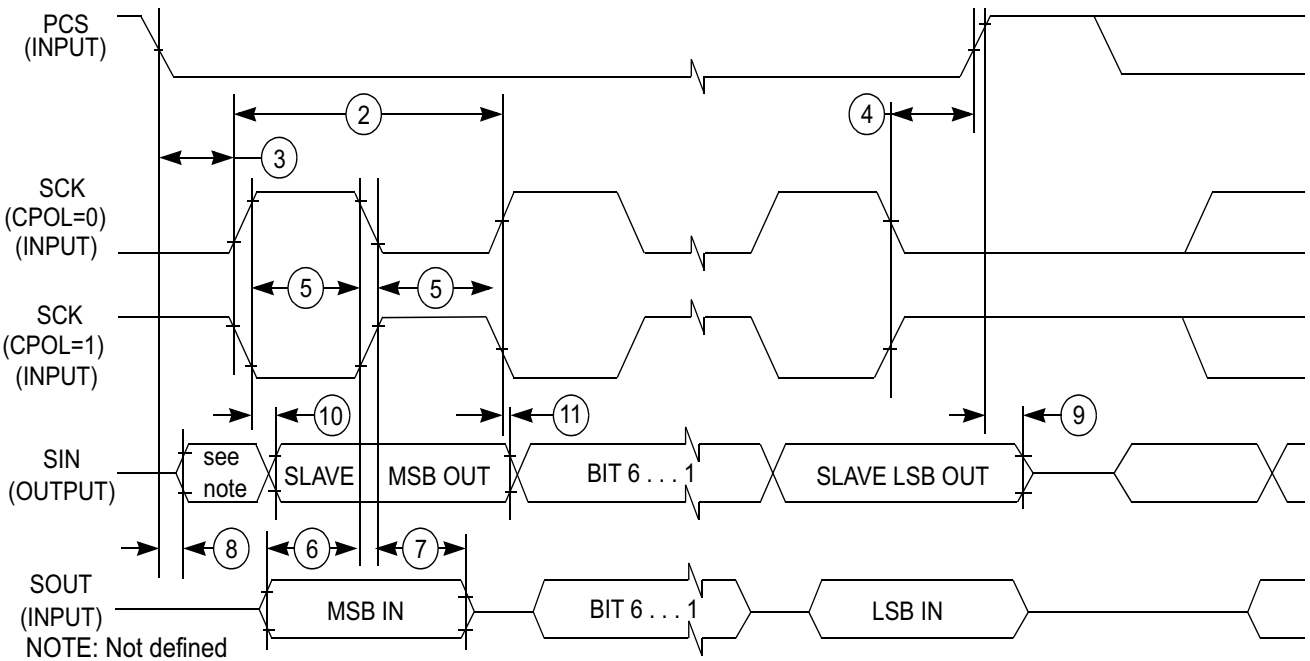 PCS
(INPUT)
2
4
3
SCK
(CPOL=0)
(INPUT)
5
5
SCK
(CPOL=1)
(INPUT)
10
11
9
SIN
(OUTPUT)
see
note
SLAVE
MSB OUT
BIT 6 . . . 1
SLAVE LSB OUT
8
6
7
SOUT
(INPUT)
MSB IN
BIT 6 . . . 1
LSB IN
NOTE: Not defined